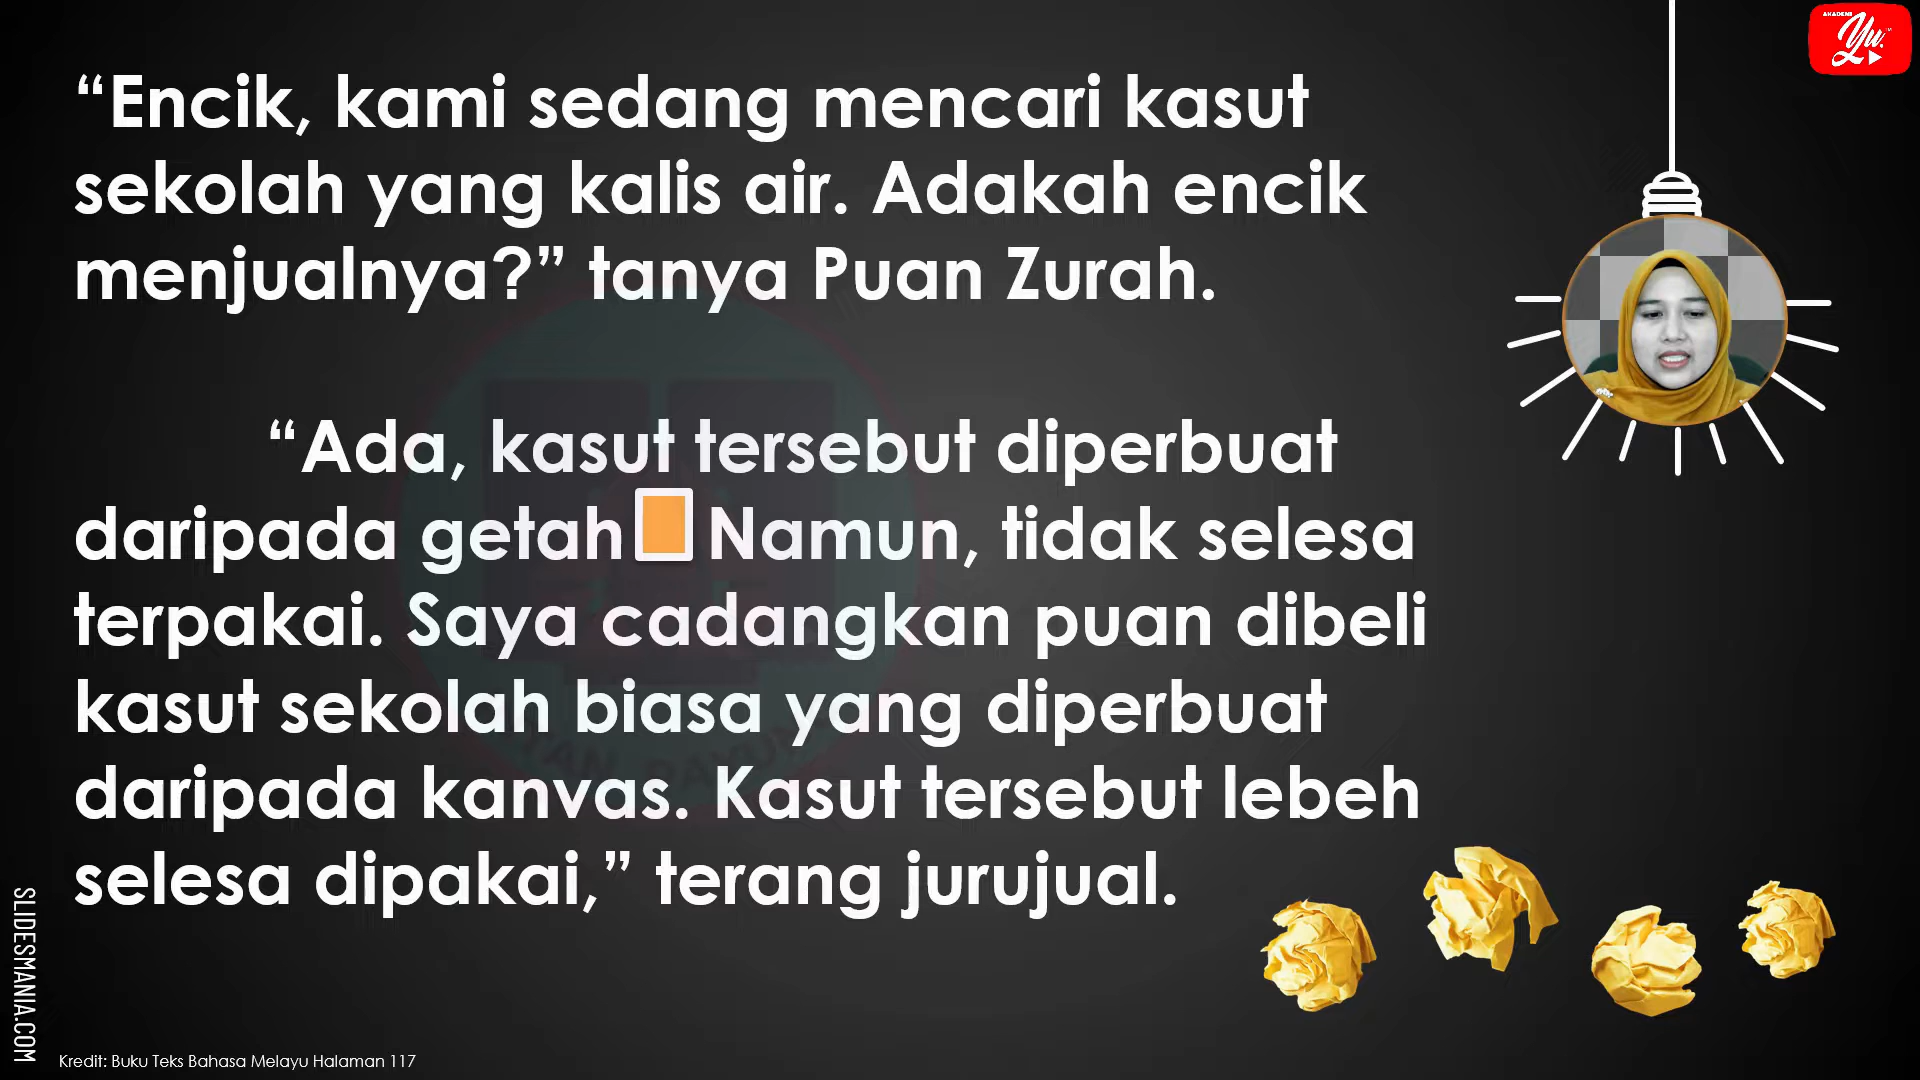 “Encik, kami sedang mencari kasut
sekolah yang kalis air. Adakah encik
menjualnya?” tanya Puan Zurah.
“Ada, kasut tersebut diperbuat
daripada getah Namun, tidak selesa
terpakai. Saya cadangkan puan dibeli
kasut sekolah biasa yang diperbuat
daripada kanvas. Kasut tersebut lebeh
selesa dipakai,” terang jurujual.
AKADEMI
Yu.
SLIDESMANIA.COM
Kredit: Buku Teks Bahasa Melayu Halaman 117